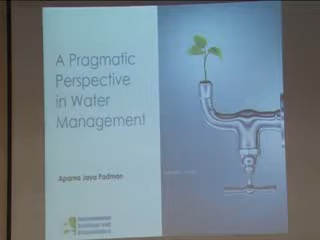 A Pragmatic
Perspective
in Water
Management
Aparna Jaya Padman